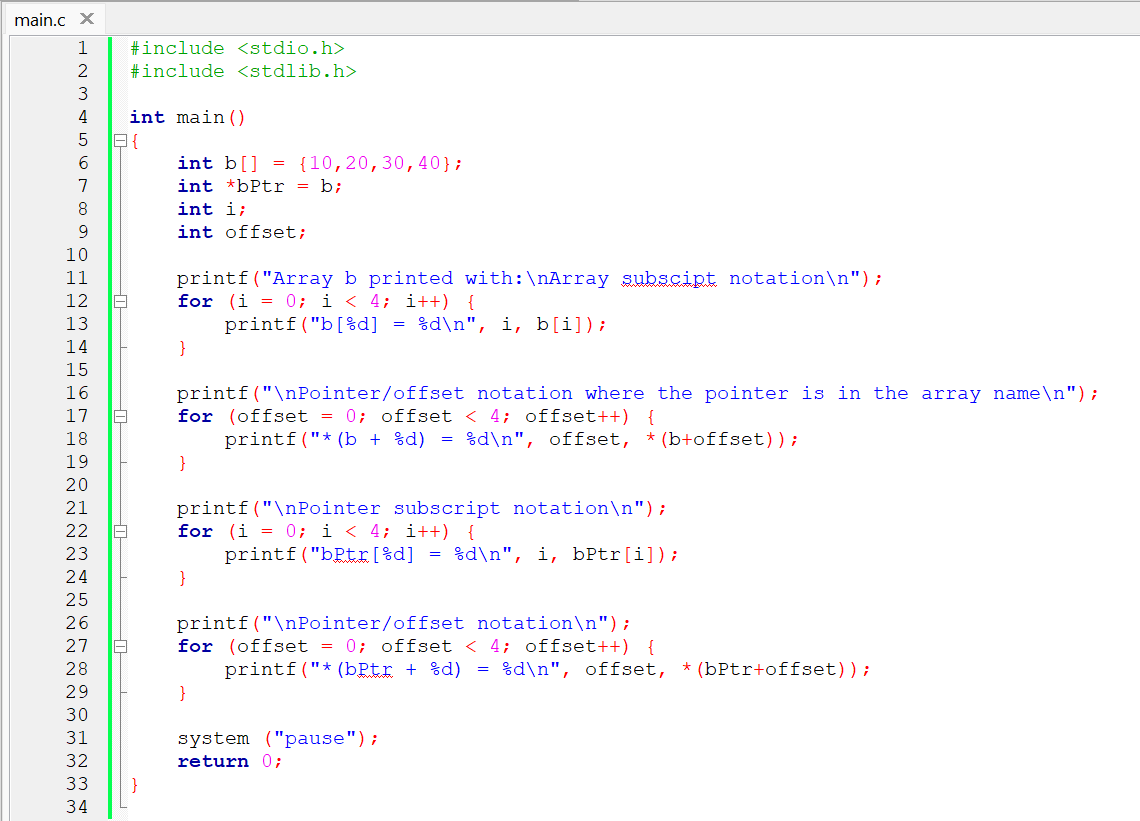 main.c ✕
1 #include <stdio.h>
2 #include <stdlib.h>
3
4 int main()
5 {
6     int b[] = {10,20,30,40};
7     int *bPtr = b;
8     int i;
9     int offset;
10
11     printf("Array b printed with:\nArray subscipt notation\n");
12     for (i = 0; i < 4; i++) {
13         printf("b[%d] = %d\n", i, b[i]);
14     }
15
16     printf("\nPointer/offset notation where the pointer is in the array name\n");
17     for (offset = 0; offset < 4; offset++) {
18         printf("*(b + %d) = %d\n", offset, *(b+offset));
19     }
20
21     printf("\nPointer subscript notation\n");
22     for (i = 0; i < 4; i++) {
23         printf("bPtr[%d] = %d\n", i, bPtr[i]);
24     }
25
26     printf("\nPointer/offset notation\n");
27     for (offset = 0; offset < 4; offset++) {
28         printf("*(bPtr + %d) = %d\n", offset, *(bPtr+offset));
29     }
30
31     system ("pause");
32     return 0;
33 }
34